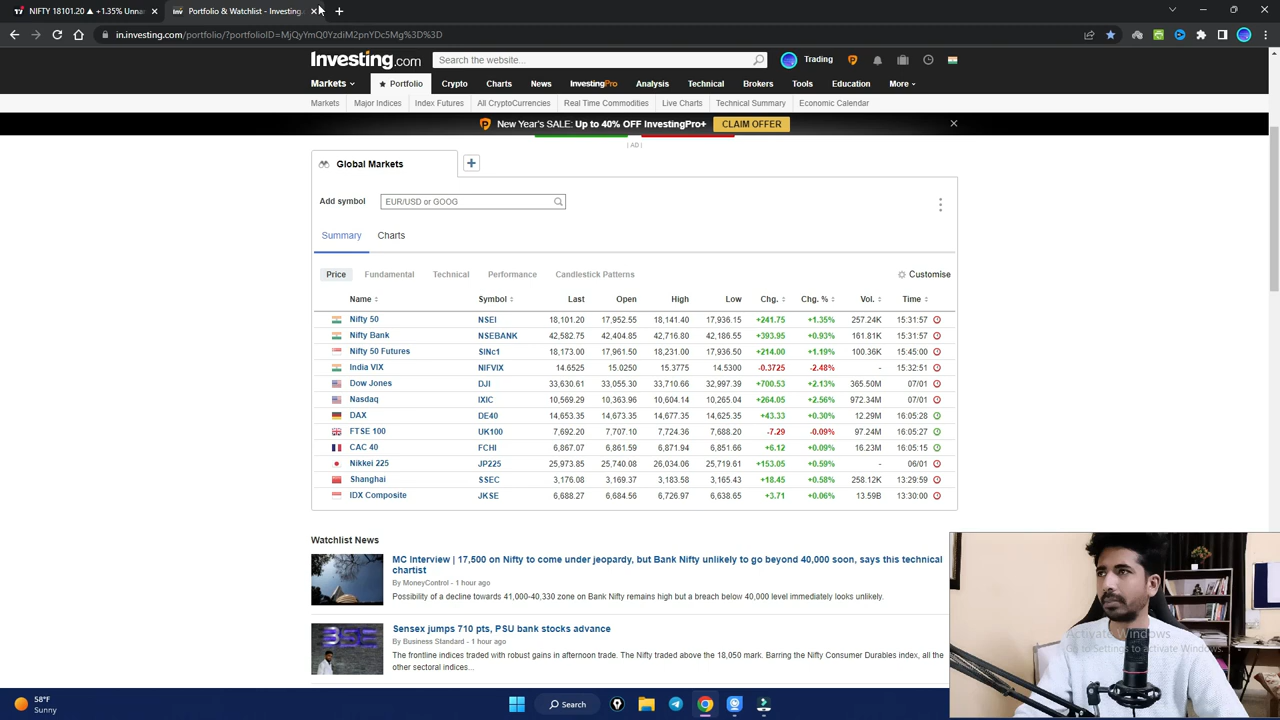 NIFTY 18101.20 ▲ +1.35% Unn
Portfolio & Watchlist - Investing.
in.investing.com/portfolio/?portfolioID=MjQyYmQ0YziM2pnYDc5Mg%3D%3D
Investing.com
Search the website...
Trading
Markets
Portfolio
Crypto
Charts
News
InvestingPro
Analysis
Technical
Brokers
Tools
Education
More
Markets
Major Indices
Index Futures
All CryptoCurrencies
Real Time Commodities
Live Charts
Technical Summary
Economic Calendar
New Year's SALE: Up to 40% OFF InvestingPro+ CLAIM OFFER
| AD |
Global Markets
Add symbol EUR/USD or GOOG
Summary Charts
Price Fundamental Technical Performance Candlestick Patterns Customise
Name Symbol Last Open High Low Chg. Chg. % Vol. Time
Nifty 50 NSEI 18,101.20 17,952.55 18,141.40 17,936.15 +241.75 +1.35% 257.24K 15:31:57
Nifty Bank NSEBANK 42,582.75 42,404.85 42,716.80 42,186.55 +393.95 +0.93% 161.81K 15:31:57
Nifty 50 Futures SINc1 18,173.00 17,961.50 18,231.00 17,936.50 +214.00 +1.19% 100.36K 15:45:00
India VIX NIFVIX 14.6525 15.0250 15.3775 14.5300 -0.3725 -2.48% - 15:32:51
Dow Jones DJI 33,630.61 33,055.30 33,710.66 32,997.39 +700.53 +2.13% 365.50M 07/01
Nasdaq IXIC 10,569.29 10,363.96 10,604.14 10,265.04 +264.05 +2.56% 972.34M 07/01
DAX DE40 14,653.35 14,673.35 14,677.35 14,625.35 +43.33 +0.30% 12.29M 16:05:28
FTSE 100 UK100 7,692.20 7,707.10 7,724.36 7,688.20 -7.29 -0.09% 97.24M 16:05:27
CAC 40 FCHI 6,867.07 6,861.59 6,871.94 6,851.66 +6.12 +0.09% 16.23M 16:05:15
Nikkei 225 JP225 25,973.85 25,740.08 26,034.06 25,719.61 +153.05 +0.59% - 06/01
Shanghai SSEC 3,176.08 3,169.37 3,183.58 3,165.43 +18.45 +0.58% 258.12K 13:29:59
IDX Composite JKSE 6,688.27 6,684.56 6,726.97 6,638.65 +3.71 +0.06% 13.59B 13:30:00
Watchlist News
MC Interview | 17,500 on Nifty to come under jeopardy, but Bank Nifty unlikely to go beyond 40,000 soon, says this technical
chartist
By MoneyControl - 1 hour ago
Possibility of a decline towards 41,000-40,330 zone on Bank Nifty remains high but a breach below 40,000 level immediately looks unlikely.
Sensex jumps 710 pts, PSU bank stocks advance
By Business Standard - 1 hour ago
The frontline indices traded with robust gains in afternoon trade. The Nifty traded above the 18,050 mark. Barring the Nifty Consumer Durables index, all the
other sectoral indices...
Activate Windows
Go to Settings to activate Windows.
58°F
Sunny
Search